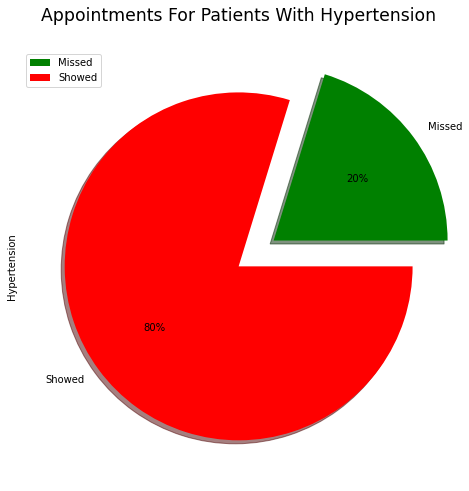 Appointments For Patients With Hypertension
Missed
Showed
Missed
20%
Hypertension
80%
Showed